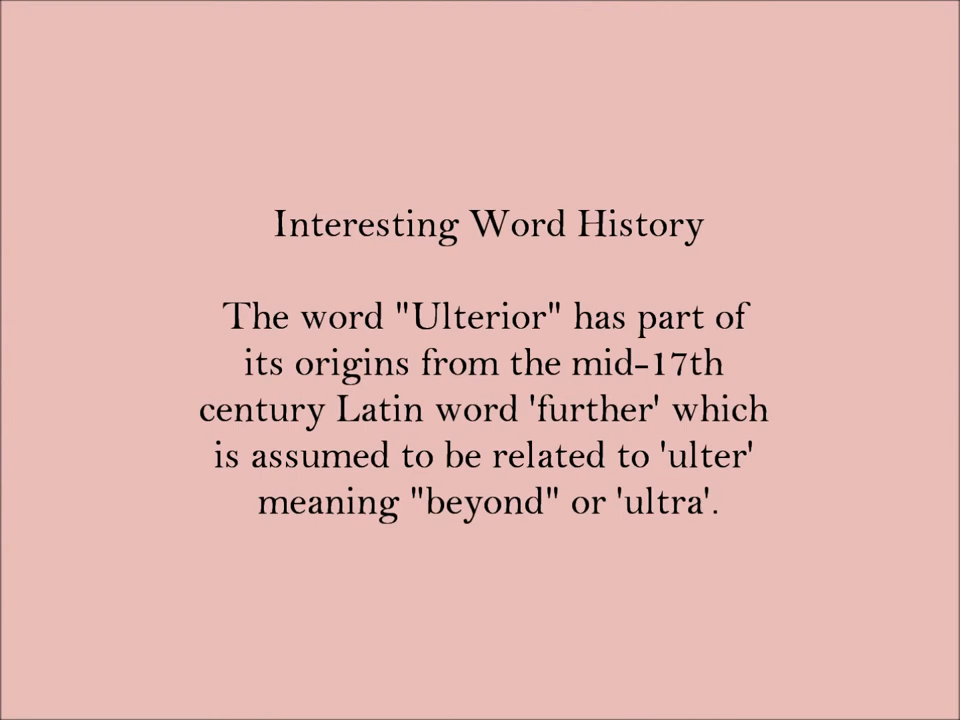 Interesting Word History
The word "Ulterior" has part of
its origins from the mid-17th
century Latin word 'further' which
is assumed to be related to 'ulter'
meaning "beyond" or 'ultra'.